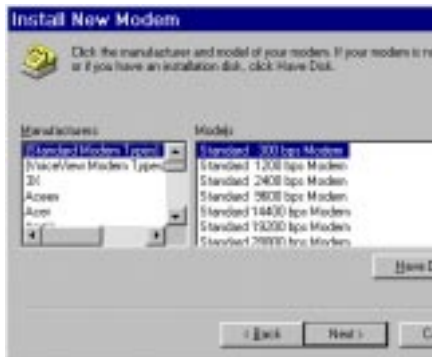 Install New Modem
Click the manufacturer and model of your modem. If your modem is no
or if you have an installation disk, click Have Disk.
Manufacturers
Models
(Standard Modem Types)
(VoiceView Modem Types
3X
Aceex
Acer
Standard 300 bps Modem
Standard 1200 bps Modem
Standard 2400 bps Modem
Standard 9600 bps Modem
Standard 14400 bps Modem
Standard 19200 bps Modem
Standard 28800 bps Modem
Have D
< Back
Next >
C